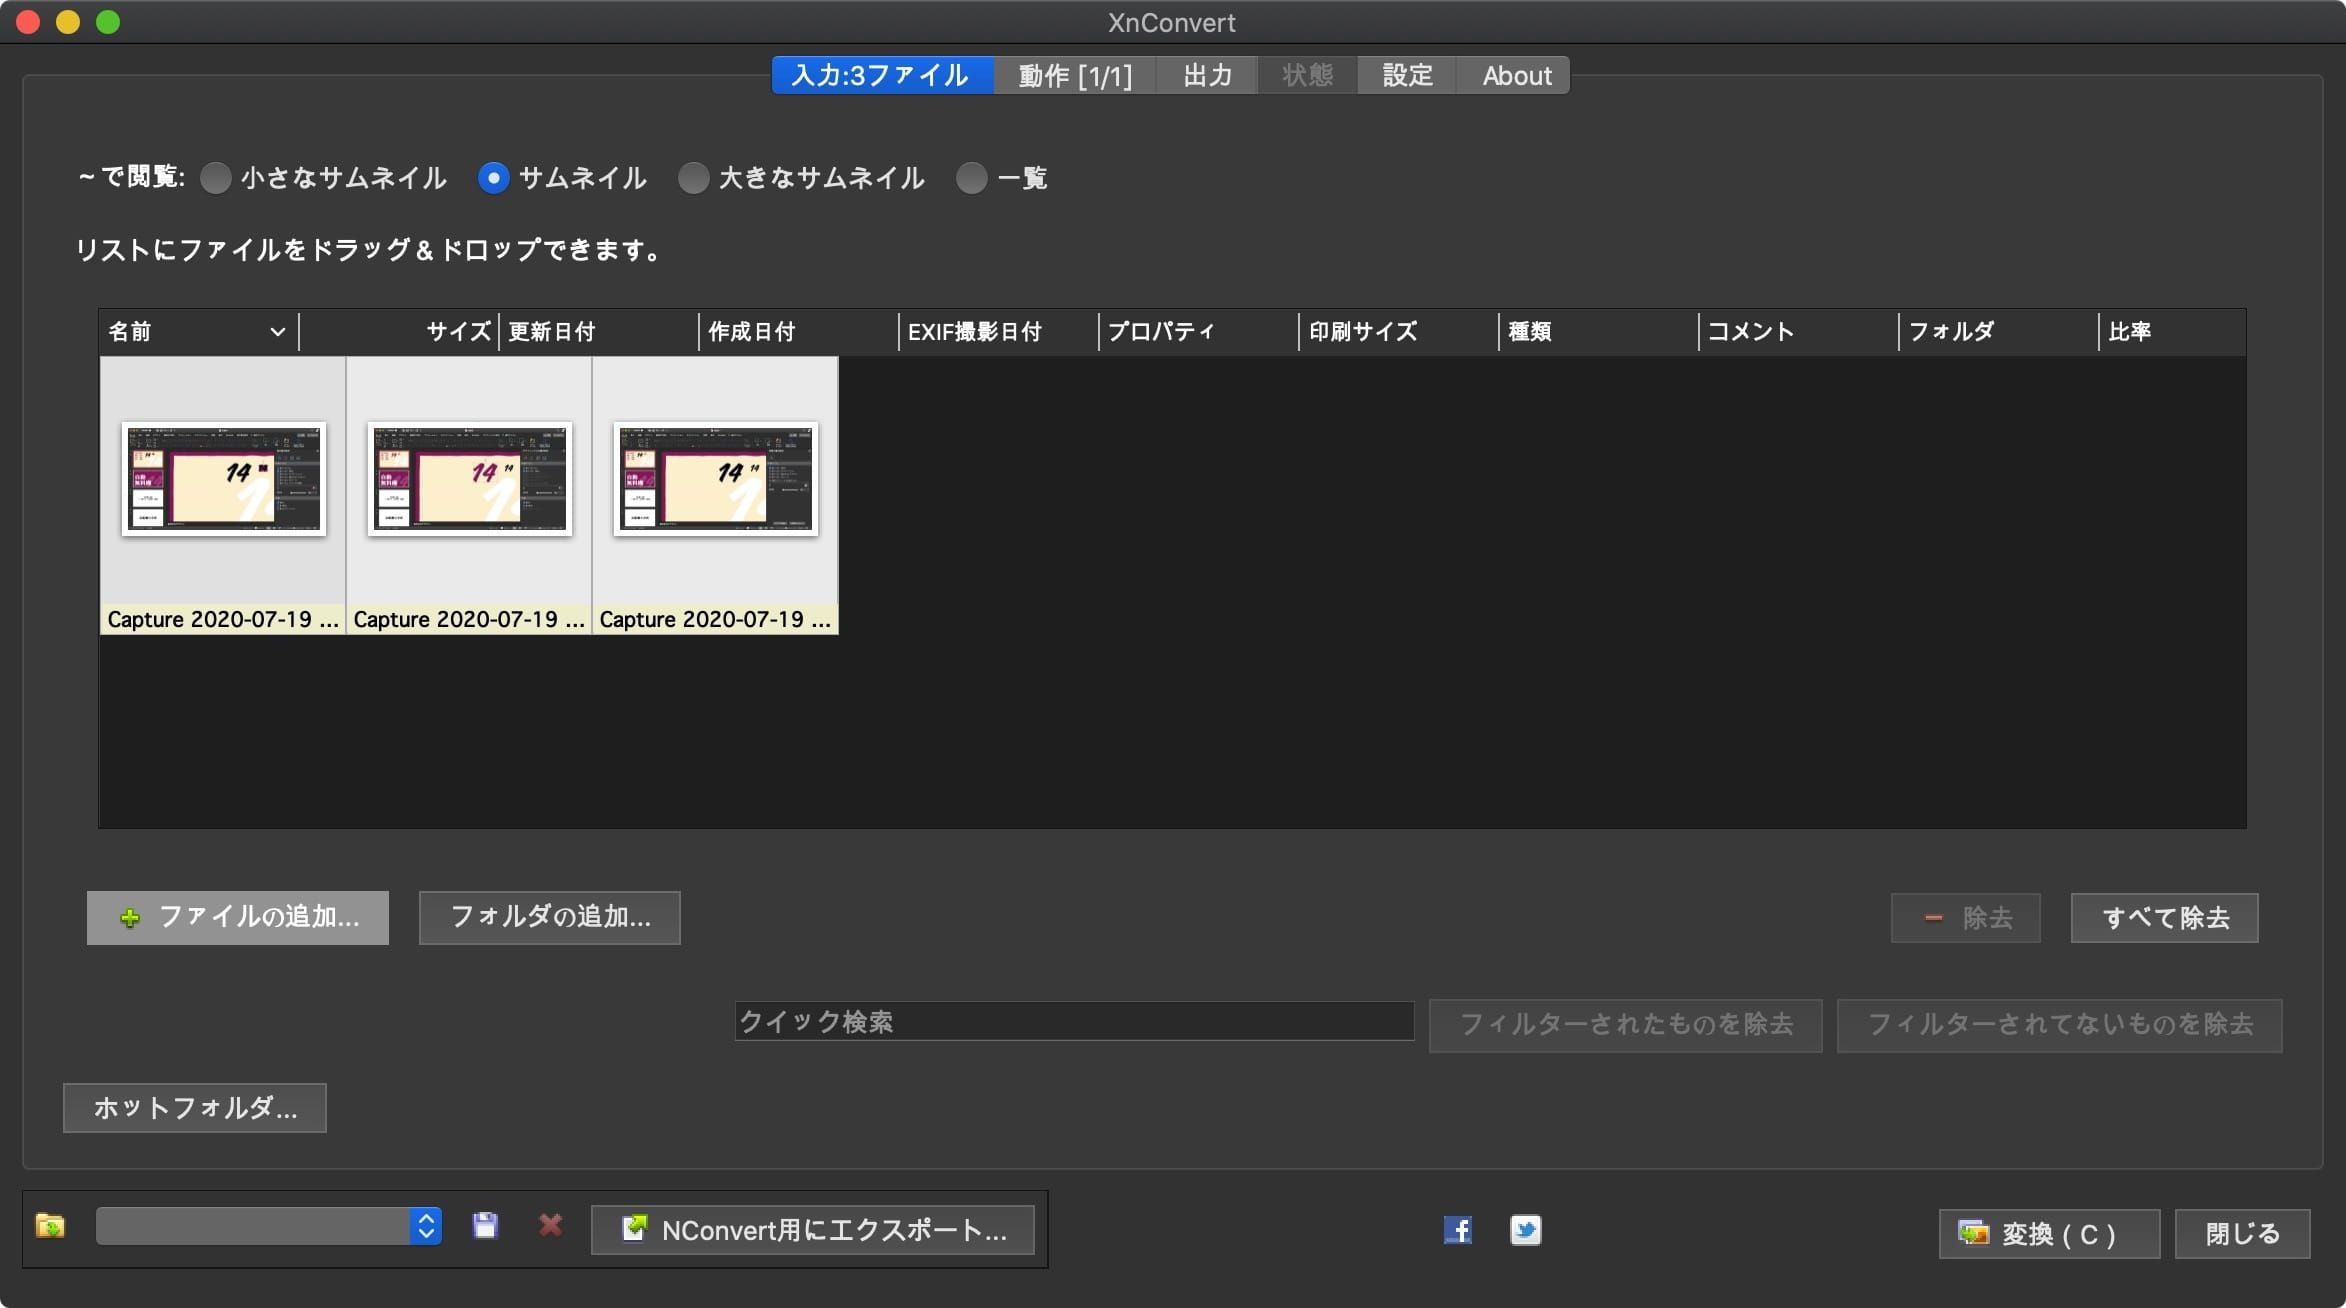 XnConvert
入力:3ファイル 動作 [1/1] 出力 状態 設定 About
~で閲覧: 小さなサムネイル サムネイル 大きなサムネイル 一覧
リストにファイルをドラッグ＆ドロップできます。
名前 サイズ 更新日付 作成日付 EXIF撮影日付 プロパティ 印刷サイズ 種類 コメント フォルダ 比率
14 14 14 14
Capture 2020-07-19 ... Capture 2020-07-19 ... Capture 2020-07-19 ...
ファイルの追加... フォルダの追加... 除去 すべて除去
クイック検索 フィルターされたものを除去 フィルターされてないものを除去
ホットフォルダ...
NConvert用にエクスポート... 変換 ( C ) 閉じる